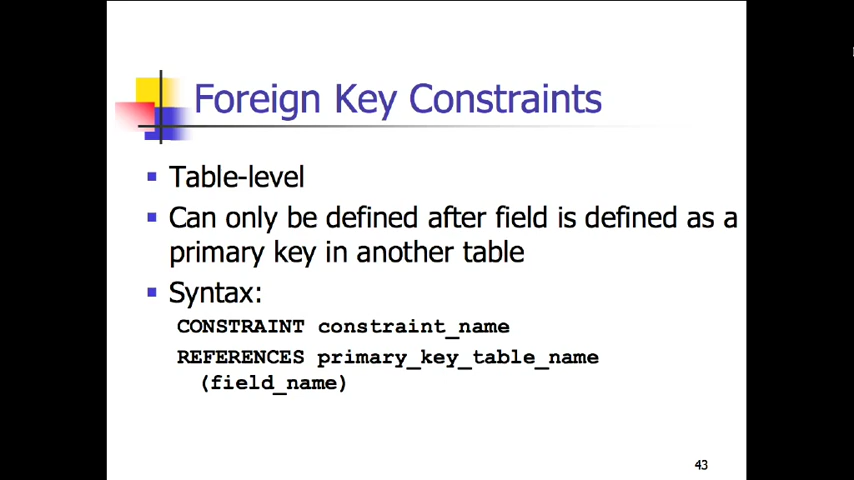 Foreign Key Constraints
Table-level
Can only be defined after field is defined as a
primary key in another table
Syntax:
CONSTRAINT constraint_name
REFERENCES primary_key_table_name
(field_name)
43